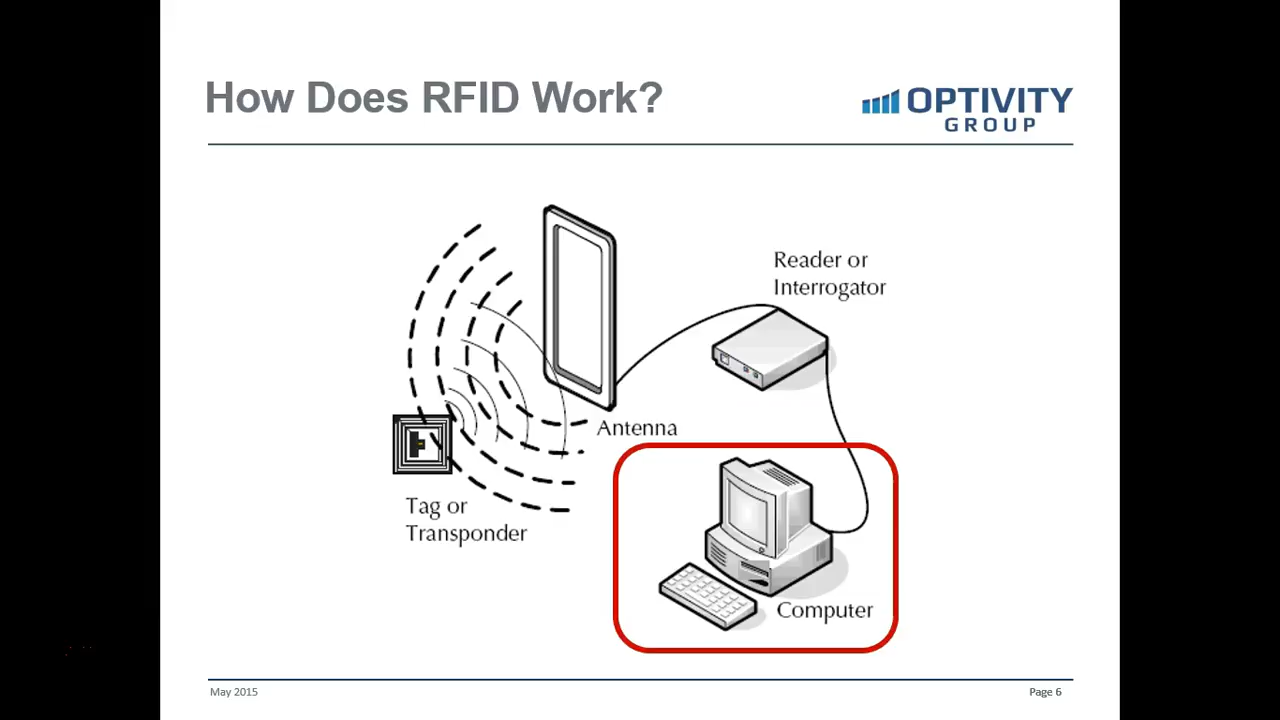 How Does RFID Work?
OPTIVITY
GROUP
Reader or
Interrogator
Antenna
Tag or
Transponder
Computer
May 2015
Page 6